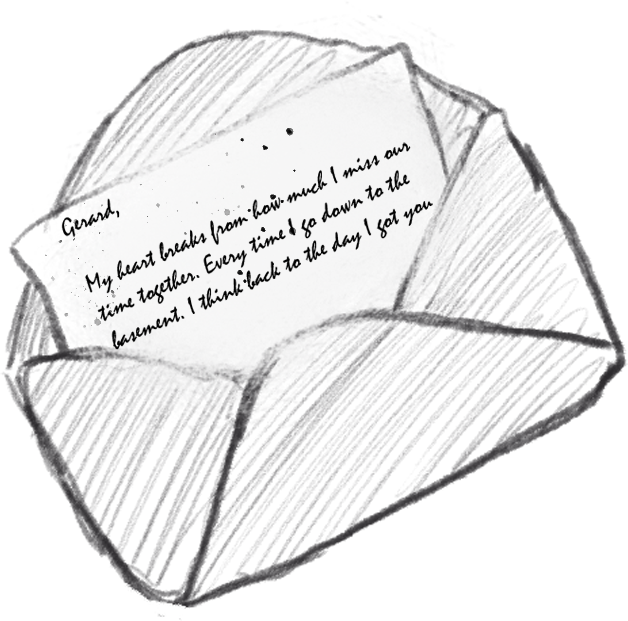 Gerard,
My heart breaks from how much I miss our
time together. Every time I go down to the
basement. I think back to the day I got you